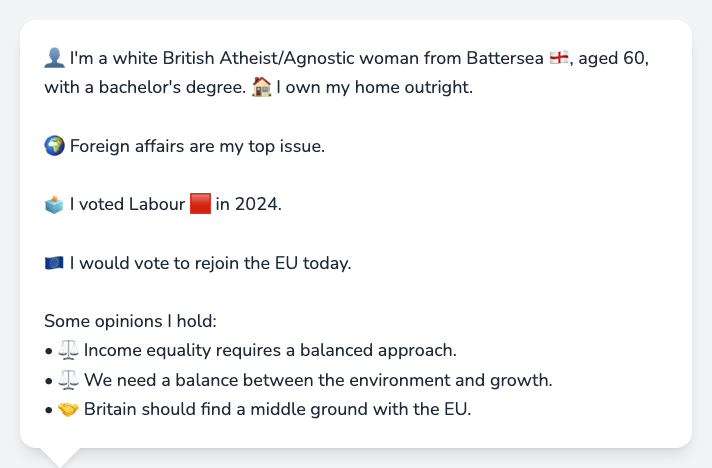 👤 I'm a white British Atheist/Agnostic woman from Battersea 🏴󠁧󠁢󠁥󠁮󠁧󠁿, aged 60,
with a bachelor's degree. 🏠 I own my home outright.
🌍 Foreign affairs are my top issue.
🗳️ I voted Labour 🟥 in 2024.
🇪🇺 I would vote to rejoin the EU today.
Some opinions I hold:
• ⚖️ Income equality requires a balanced approach.
• ⚖️ We need a balance between the environment and growth.
• 🤝 Britain should find a middle ground with the EU.